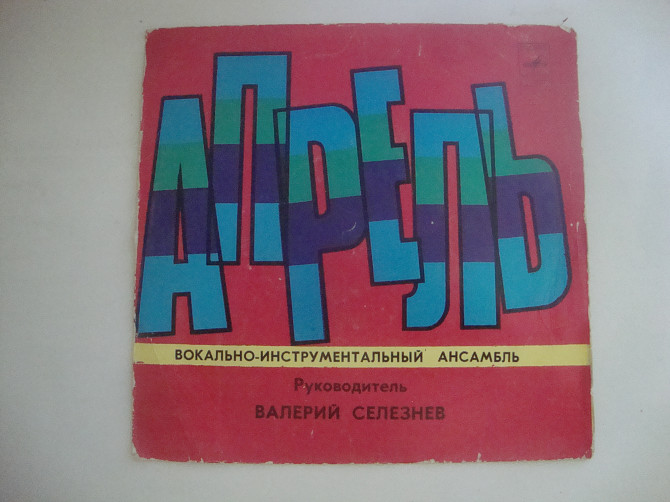 АПРЕЛЬ
ВОКАЛЬНО-ИНСТРУМЕНТАЛЬНЫЙ АНСАМБЛЬ
Руководитель
ВАЛЕРИЙ СЕЛЕЗНЕВ